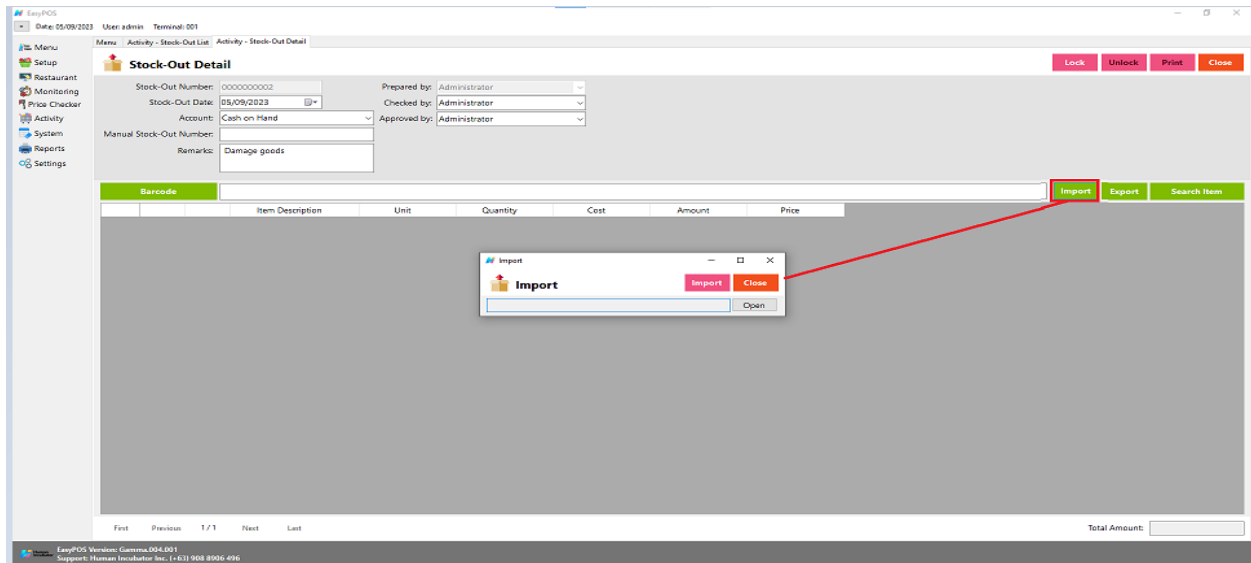 EasyPOS
Date: 05/09/2023 User: admin Terminal: 001
Menu
Setup
Restaurant
Monitoring
Price Checker
Activity
System
Reports
Settings
Menu Activity - Stock-Out List Activity - Stock-Out Detail
Stock-Out Detail
Lock Unlock Print Close
Stock-Out Number: 0000000002 Prepared by: Administrator
Stock-Out Date: 05/09/2023 Checked by: Administrator
Account: Cash on Hand Approved by: Administrator
Manual Stock-Out Number:
Remarks: Damage goods
Barcode Import Export Search Item
Item Description Unit Quantity Cost Amount Price
Import
Import Import Close
Open
First Previous 1 / 1 Next Last Total Amount:
Human Incubator
EasyPOS Version: Gamma.004.001
Support: Human Incubator Inc. (+63) 908 8906 496